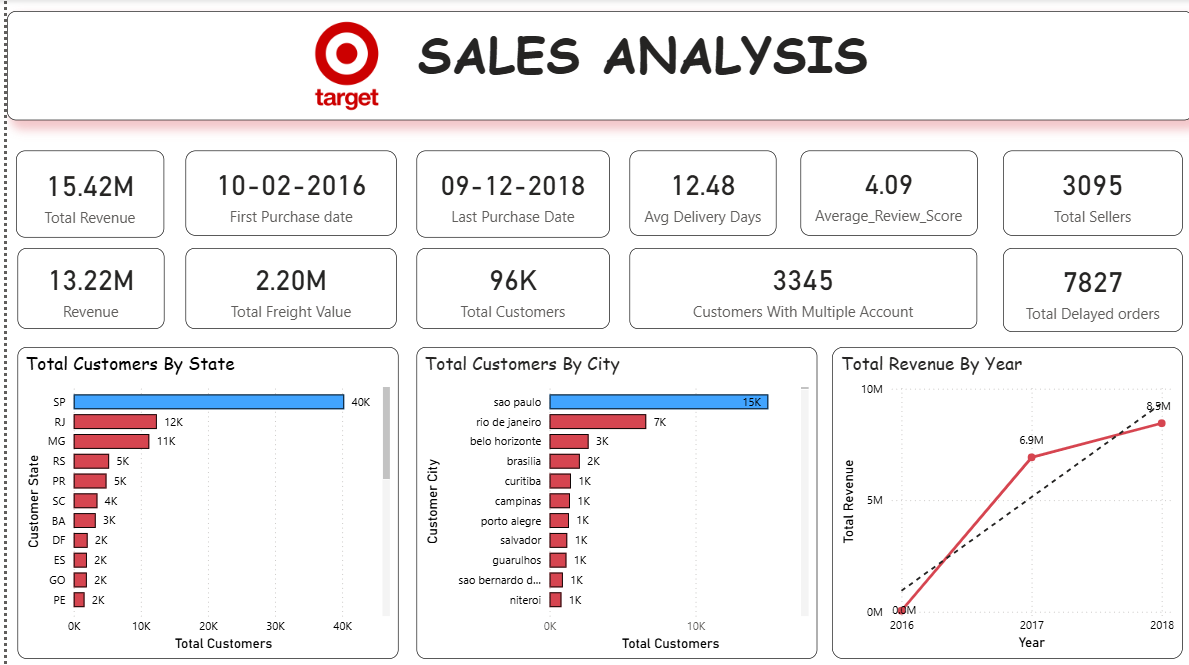 target
SALES ANALYSIS
15.42M
Total Revenue
10-02-2016
First Purchase date
09-12-2018
Last Purchase Date
12.48
Avg Delivery Days
4.09
Average_Review_Score
3095
Total Sellers
13.22M
Revenue
2.20M
Total Freight Value
96K
Total Customers
3345
Customers With Multiple Account
7827
Total Delayed orders
Total Customers By State
Customer State
SP 40K
RJ 12K
MG 11K
RS 5K
PR 5K
SC 4K
BA 3K
DF 2K
ES 2K
GO 2K
PE 2K
0K 10K 20K 30K 40K
Total Customers
Total Customers By City
Customer City
sao paulo 15K
rio de janeiro 7K
belo horizonte 3K
brasilia 2K
curitiba 1K
campinas 1K
porto alegre 1K
salvador 1K
guarulhos 1K
sao bernardo d... 1K
niteroi 1K
0K 10K
Total Customers
Total Revenue By Year
Total Revenue
10M
8.5M
6.9M
5M
0M 0.0M
2016 2017 2018
Year